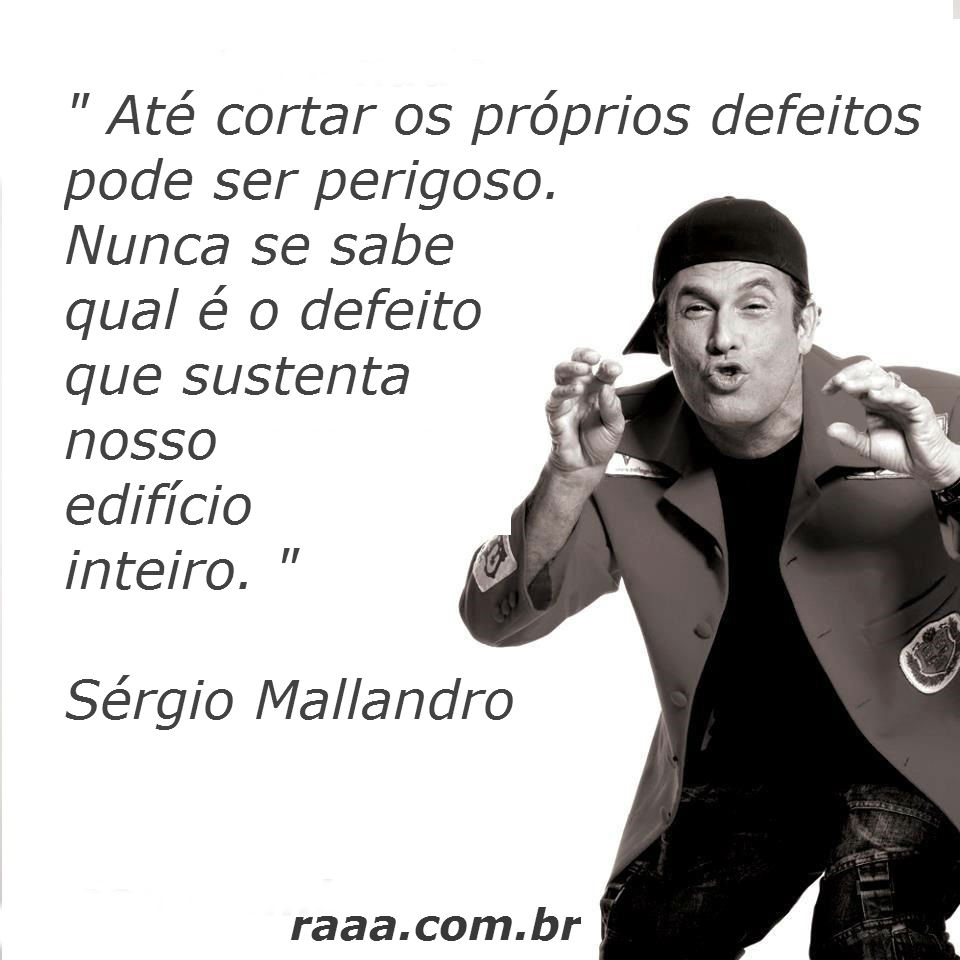 " Até cortar os próprios defeitos
pode ser perigoso.
Nunca se sabe
qual é o defeito
que sustenta
nosso
edifício
inteiro. "
Sérgio Mallandro
raaa.com.br